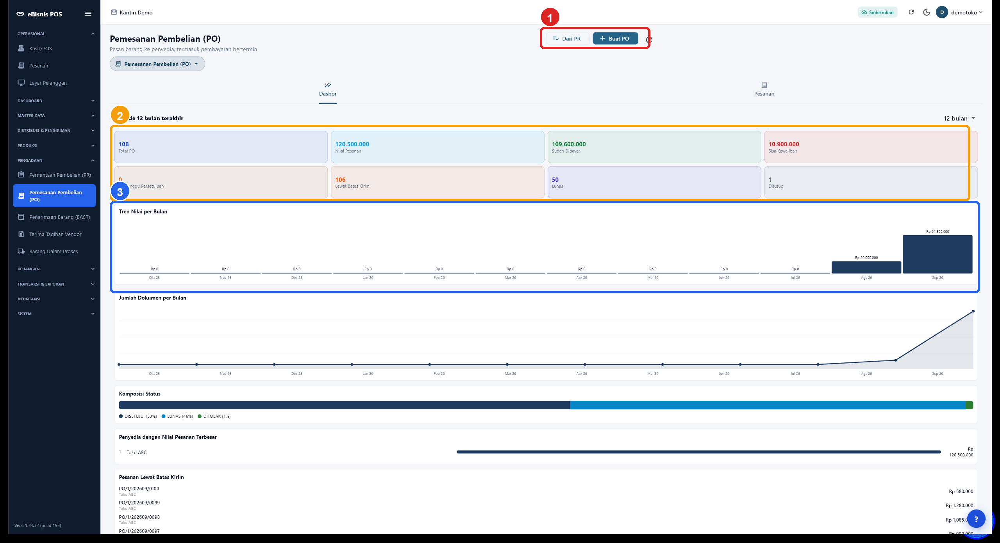 eBisnis POS
OPERASIONAL
Kasir/POS
Pesanan
Layar Pelanggan
DASHBOARD
MASTER DATA
DISTRIBUSI & PENGIRIMAN
PRODUKSI
PENGADAAN
Permintaan Pembelian (PR)
Pemesanan Pembelian
(PO)
Penerimaan Barang (BAST)
Terima Tagihan Vendor
Barang Dalam Proses
KEUANGAN
TRANSAKSI & LAPORAN
AKUNTANSI
SISTEM
Versi 1.34.32 (build 195)
Kantin Demo
Sinkronkan
D
demotoko
1
Pemesanan Pembelian (PO)
Pesan barang ke penyedia, termasuk pembayaran bertermin
Dari PR
+ Buat PO
Pemesanan Pembelian (PO)
Dasbor
Pesanan
2
de 12 bulan terakhir
12 bulan
108
Total PO
120.500.000
Nilai Pesanan
109.600.000
Sudah Dibayar
10.900.000
Sisa Kewajiban
0
nggu Persetujuan
106
Lewat Batas Kirim
50
Lunas
1
Ditutup
3
Tren Nilai per Bulan
Rp 0 Rp 0 Rp 0 Rp 0 Rp 0 Rp 0 Rp 0 Rp 0 Rp 0 Rp 0 Rp 29.000.000 Rp 91.500.000
Okt 25 Nov 25 Des 25 Jan 26 Feb 26 Mar 26 Apr 26 Mei 26 Jun 26 Jul 26 Ags 26 Sep 26
Jumlah Dokumen per Bulan
Okt 25 Nov 25 Des 25 Jan 26 Feb 26 Mar 26 Apr 26 Mei 26 Jun 26 Jul 26 Ags 26 Sep 26
Komposisi Status
DISETUJUI (53%) LUNAS (46%) DITOLAK (1%)
Penyedia dengan Nilai Pesanan Terbesar
1 Toko ABC
Rp
120.500.000
Pesanan Lewat Batas Kirim
PO/1/202609/0100
Toko ABC
Rp 580.000
PO/1/202609/0099
Toko ABC
Rp 1.280.000
PO/1/202609/0098
Toko ABC
Rp 1.085.0
PO/1/202609/0097
Rp 900.000
?